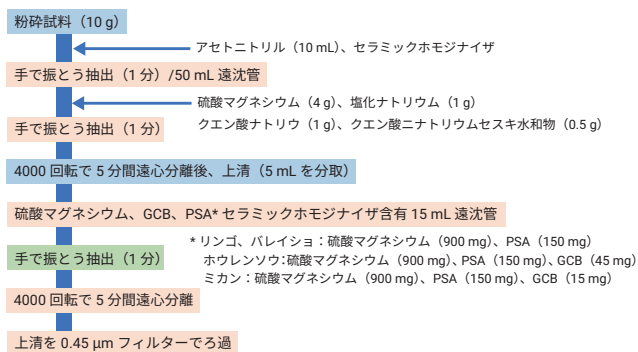 粉砕試料（10 g）
アセトニトリル（10 mL）、セラミックホモジナイザ
手で振とう抽出（1 分）/50 mL 遠沈管
硫酸マグネシウム（4 g）、塩化ナトリウム（1 g）
クエン酸ナトリウ（1 g）、クエン酸ニナトリウムセスキ水和物（0.5 g）
手で振とう抽出（1 分）
4000 回転で 5 分間遠心分離後、上清（5 mL を分取）
硫酸マグネシウム、GCB、PSA* セラミックホモジナイザ含有 15 mL 遠沈管
* リンゴ、バレイショ：硫酸マグネシウム（900 mg）、PSA（150 mg）
ホウレンソウ：硫酸マグネシウム（900 mg）、PSA（150 mg）、GCB（45 mg）
ミカン：硫酸マグネシウム（900 mg）、PSA（150 mg）、GCB（15 mg）
手で振とう抽出（1 分）
4000 回転で 5 分間遠心分離
上清を 0.45 µm フィルターでろ過